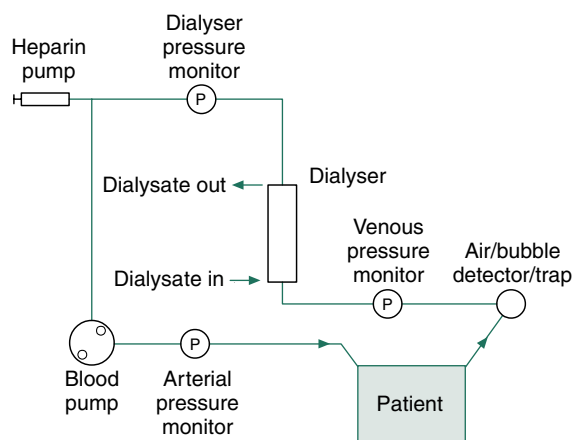 Dialyser
pressure
monitor
Heparin
pump
P
Dialysate out
Dialyser
Dialysate in
Venous
pressure
monitor
Air/bubble
detector/trap
P
P
Blood
pump
Arterial
pressure
monitor
Patient